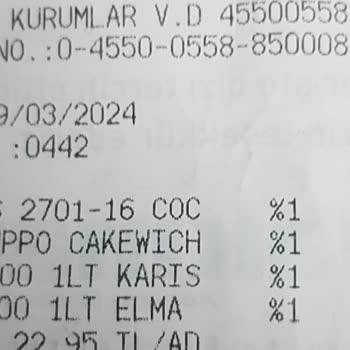 KURUMLAR V.D 45500558
NO.:0-4550-0558-850008
9/03/2024
:0442
2701-16 COC %1
PPO CAKEWICH %1
00 1LT KARIS %1
00 1LT ELMA %1
22,95 TL/AD